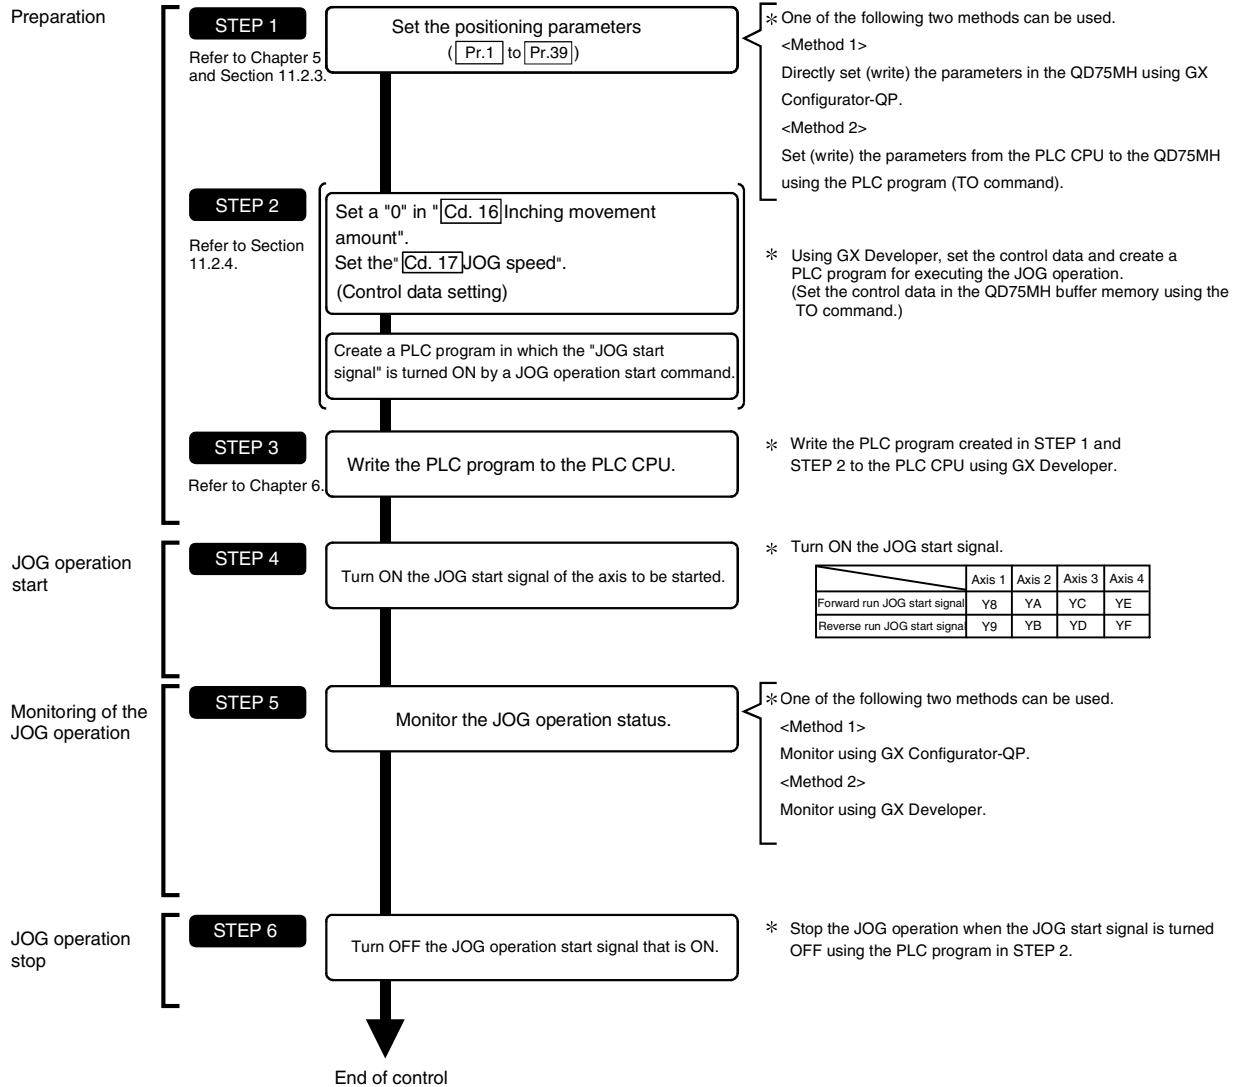 Preparation
STEP 1
Refer to Chapter 5
and Section 11.2.3.
Set the positioning parameters
( Pr.1 to Pr.39 )
* One of the following two methods can be used.
<Method 1>
Directly set (write) the parameters in the QD75MH using GX
Configurator-QP.
<Method 2>
Set (write) the parameters from the PLC CPU to the QD75MH
using the PLC program (TO command).
STEP 2
Refer to Section
11.2.4.
Set a "0" in " Cd. 16 Inching movement
amount".
Set the" Cd. 17 JOG speed".
(Control data setting)
Create a PLC program in which the "JOG start
signal" is turned ON by a JOG operation start command.
* Using GX Developer, set the control data and create a
PLC program for executing the JOG operation.
(Set the control data in the QD75MH buffer memory using the
TO command.)
STEP 3
Refer to Chapter 6.
Write the PLC program to the PLC CPU.
* Write the PLC program created in STEP 1 and
STEP 2 to the PLC CPU using GX Developer.
JOG operation
start
STEP 4
Turn ON the JOG start signal of the axis to be started.
* Turn ON the JOG start signal.
Axis 1 Axis 2 Axis 3 Axis 4
Forward run JOG start signal Y8 YA YC YE
Reverse run JOG start signal Y9 YB YD YF
Monitoring of the
JOG operation
STEP 5
Monitor the JOG operation status.
* One of the following two methods can be used.
<Method 1>
Monitor using GX Configurator-QP.
<Method 2>
Monitor using GX Developer.
JOG operation
stop
STEP 6
Turn OFF the JOG operation start signal that is ON.
* Stop the JOG operation when the JOG start signal is turned
OFF using the PLC program in STEP 2.
End of control